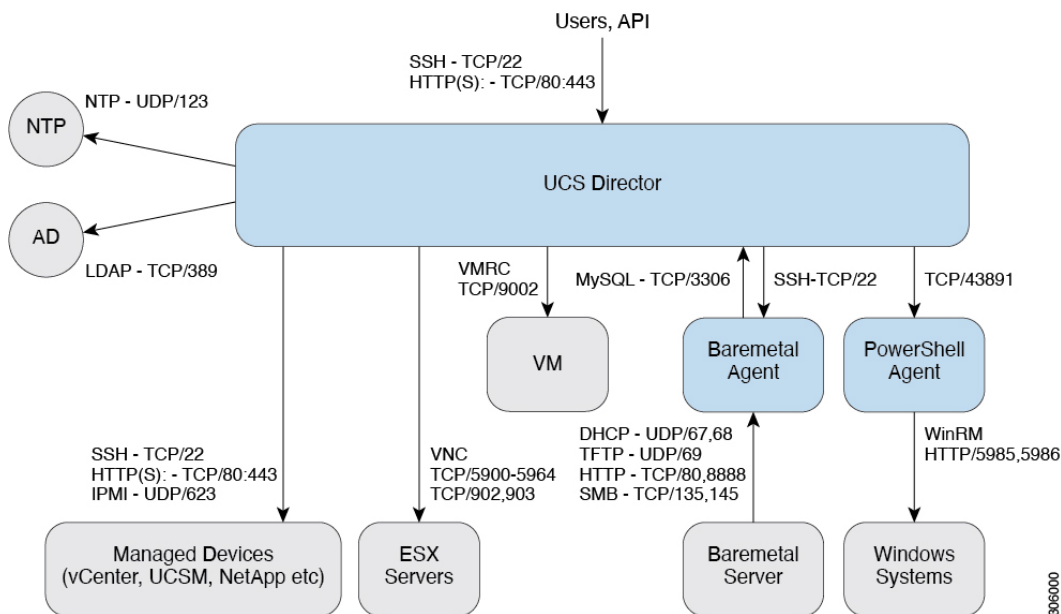 Users, API
SSH - TCP/22
HTTP(S): - TCP/80:443
NTP - UDP/123
NTP
UCS Director
AD
LDAP - TCP/389
VMRC
TCP/9002
MySQL - TCP/3306
SSH-TCP/22
TCP/43891
VM
Baremetal
Agent
PowerShell
Agent
SSH - TCP/22
HTTP(S): - TCP/80:443
IPMI - UDP/623
VNC
TCP/5900-5964
TCP/902,903
DHCP - UDP/67,68
TFTP - UDP/69
HTTP - TCP/80,8888
SMB - TCP/135,145
WinRM
HTTP/5985,5986
Managed Devices
(vCenter, UCSM, NetApp etc)
ESX
Servers
Baremetal
Server
Windows
Systems
306000